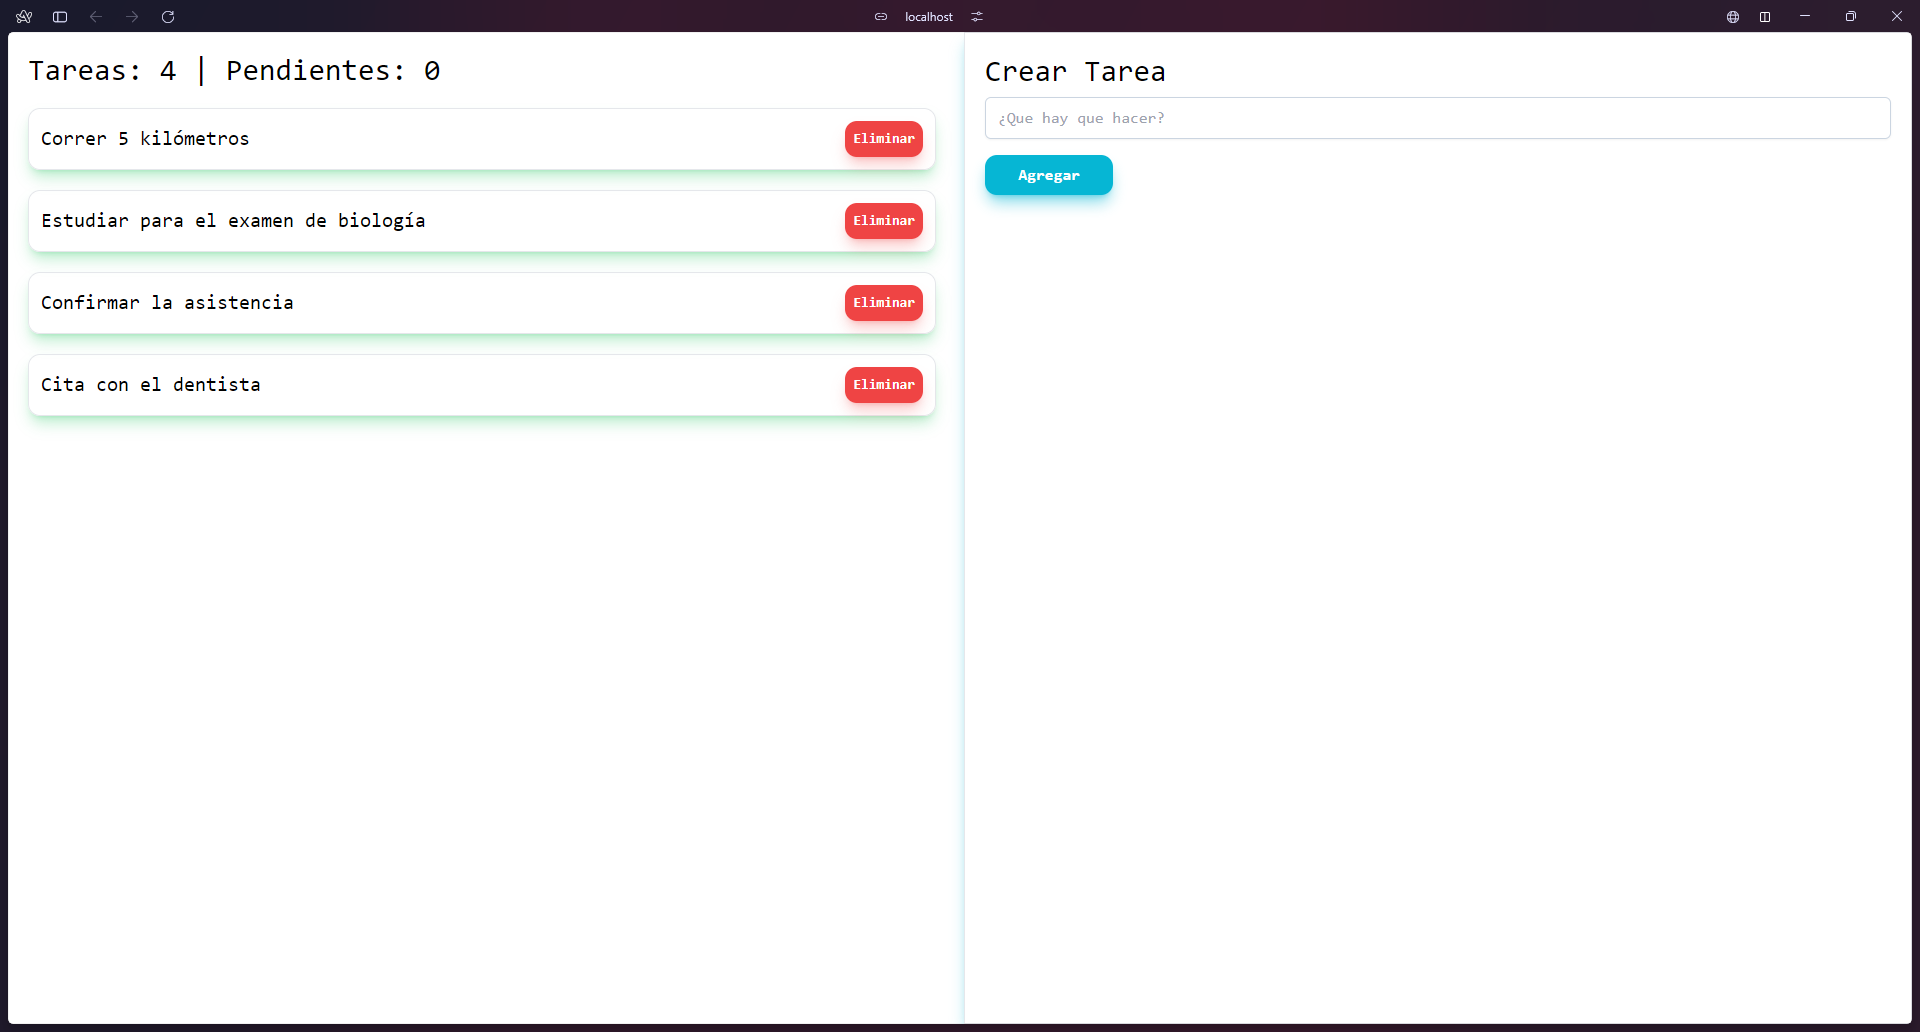 localhost
Tareas: 4 | Pendientes: 0
Correr 5 kilómetros
Eliminar
Estudiar para el examen de biología
Eliminar
Confirmar la asistencia
Eliminar
Cita con el dentista
Eliminar
Crear Tarea
¿Que hay que hacer?
Agregar